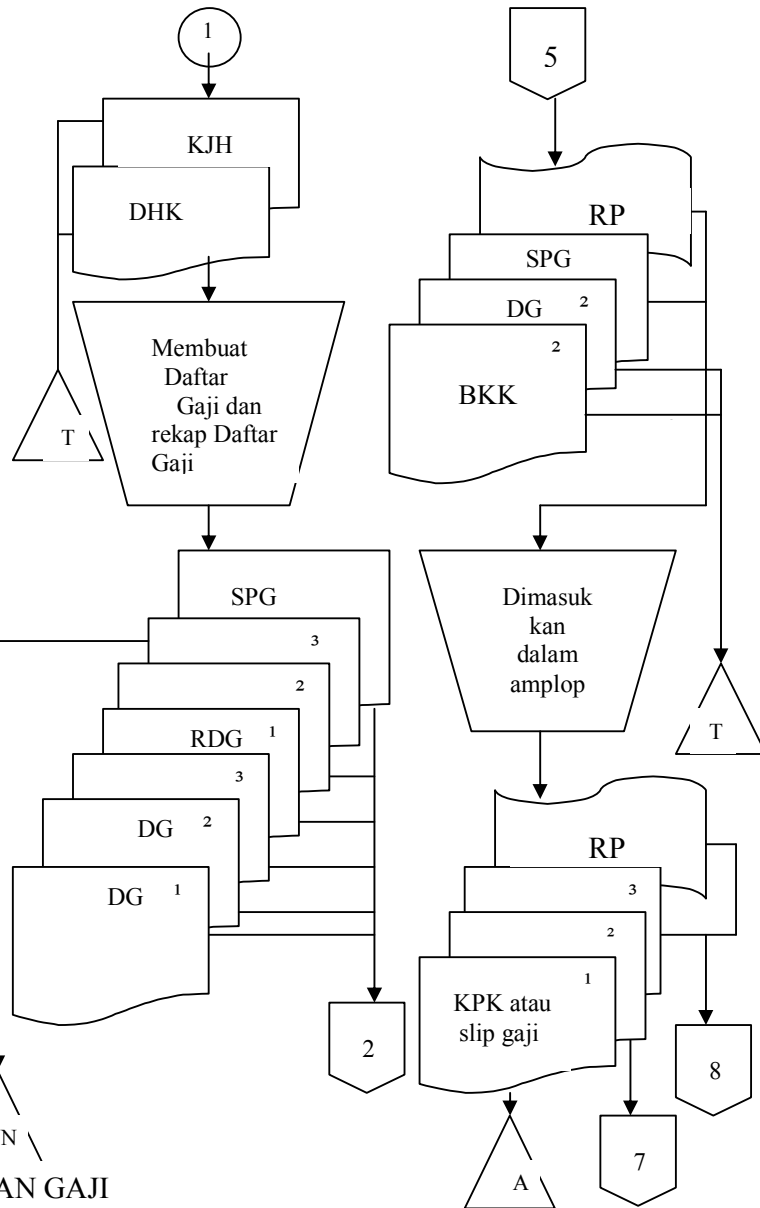 1
KJH
DHK
Membuat
Daftar
Gaji dan
rekap Daftar
Gaji
T
SPG
3
2
RDG 1
3
DG 2
DG 1
2
N
AN GAJI
5
RP
SPG
DG 2
2
BKK
Dimasuk
kan
dalam
amplop
T
RP
3
2
1
KPK atau
slip gaji
8
7
A